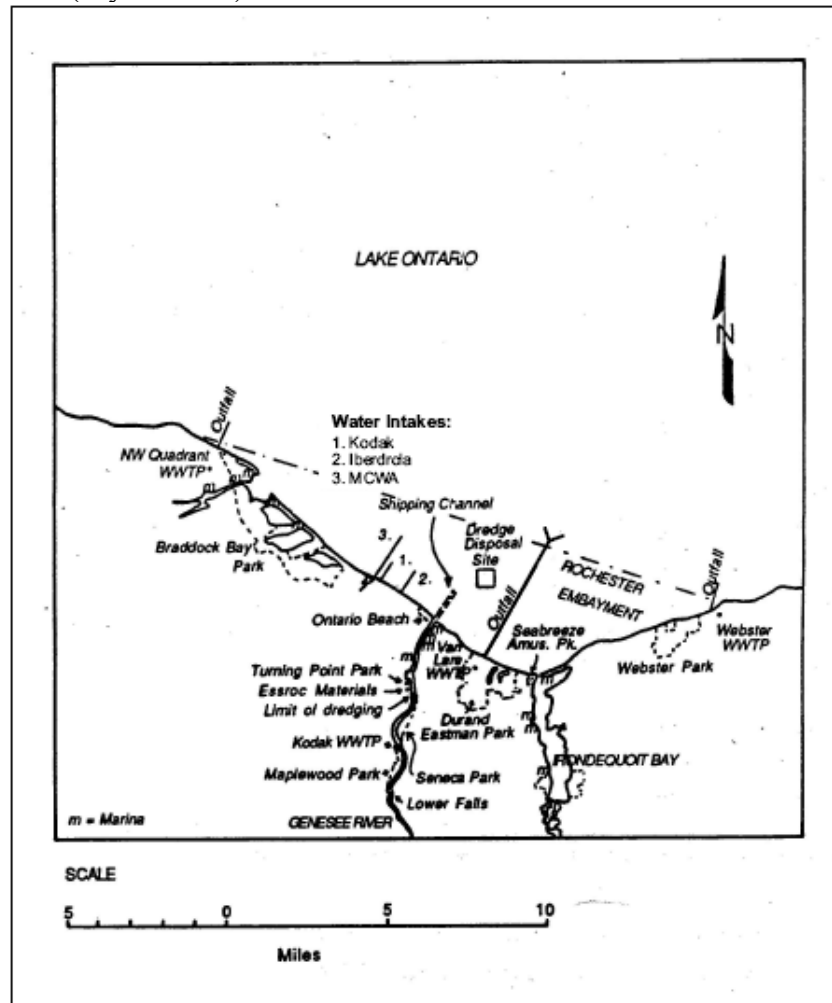 LAKE ONTARIO
N
Outfall
Water Intakes:
1. Kodak
2. Iberdrola
3. MCWA
NW Quadrant
WWTP*
m
m
m
Shipping Channel
Dredge
Disposal
Site
3.
1.
2.
Braddock Bay
Park
Outfall
ROCHESTER
EMBAYMENT
Outfall
Ontario Beach
Seabreeze
Amus. Pk.
Webster
WWTP
Webster Park
Van
Lare
WWTP*
m
m
m
Turning Point Park
Essroc Materials
Limit of dredging
Durand
Eastman Park
m
m
Kodak WWTP
IRONDEQUOIT BAY
Maplewood Park
Seneca Park
m
Lower Falls
m = Marina
GENESEE RIVER
SCALE
5 0 5 10
Miles